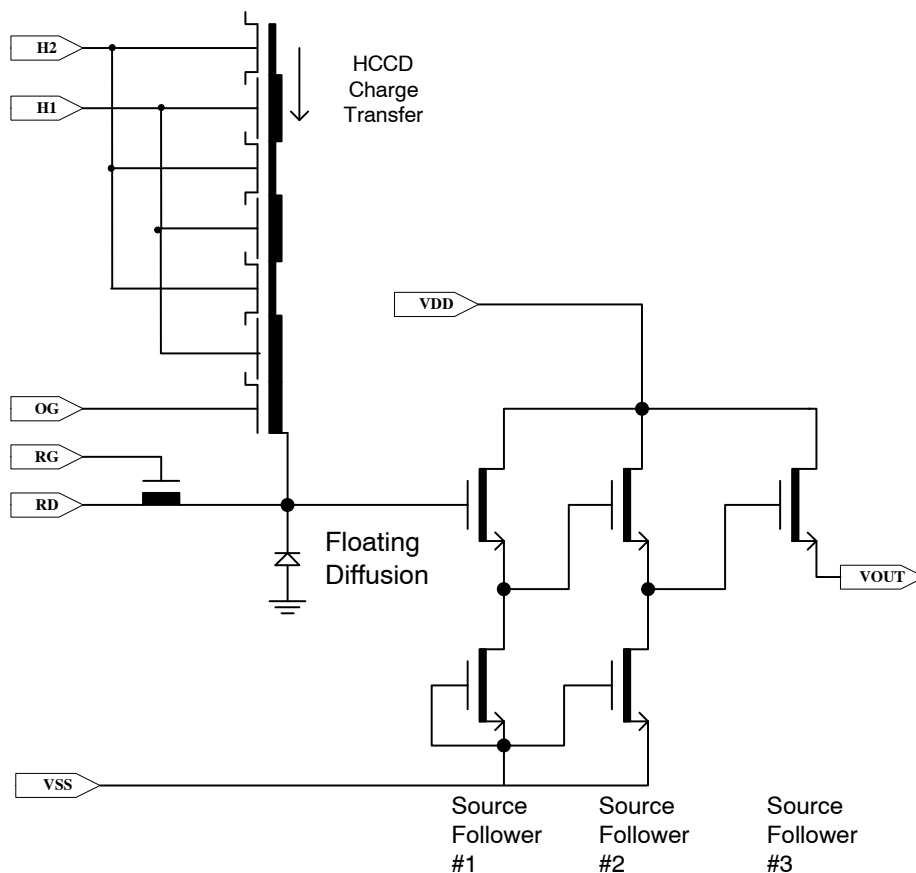 H2
H1
HCCD
Charge
Transfer
VDD
OG
RG
RD
Floating
Diffusion
VOUT
VSS
Source
Follower
#1
Source
Follower
#2
Source
Follower
#3